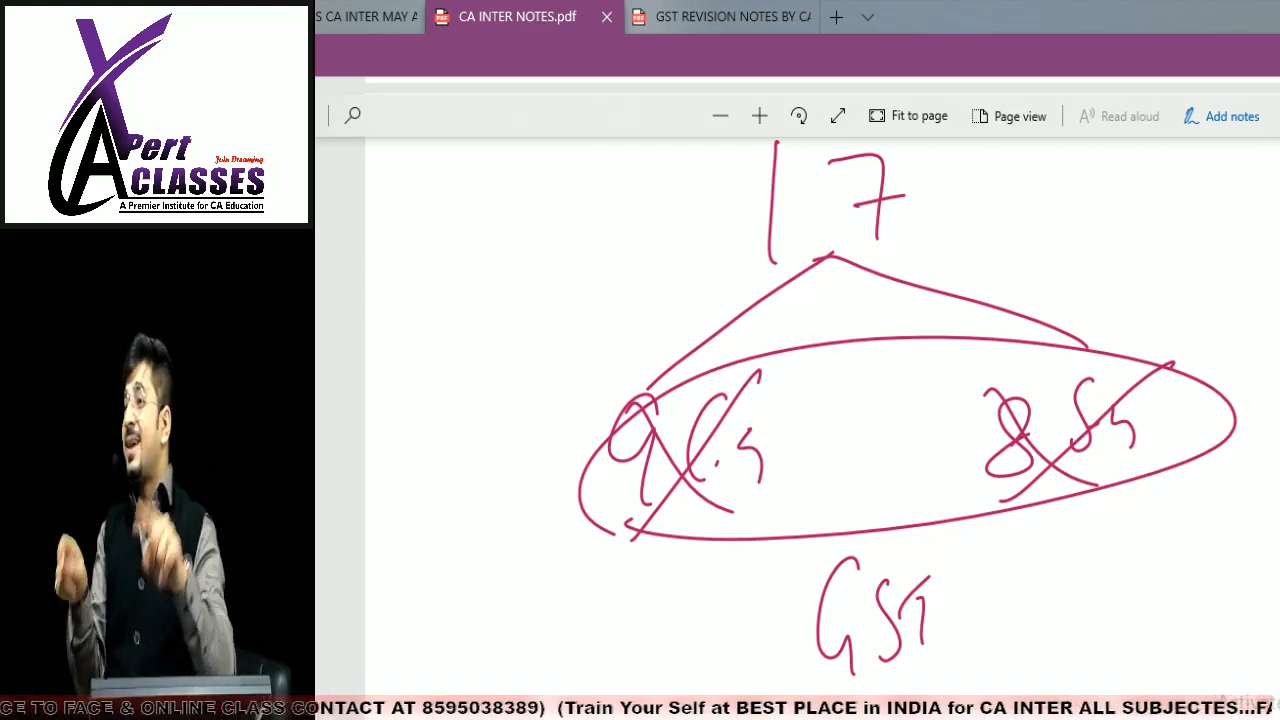 S CA INTER MAY A
CA INTER NOTES.pdf
GST REVISION NOTES BY CA
Fit to page
Page view
Read aloud
Add notes
XPert
Join Dreaming
CA CLASSES
A Premier Institute for CA Education
17
9
8
GST
CE TO FACE & ONLINE CLASS CONTACT AT 8595038389) (Train Your Self at BEST PLACE in INDIA for CA INTER ALL SUBJECTES...FA